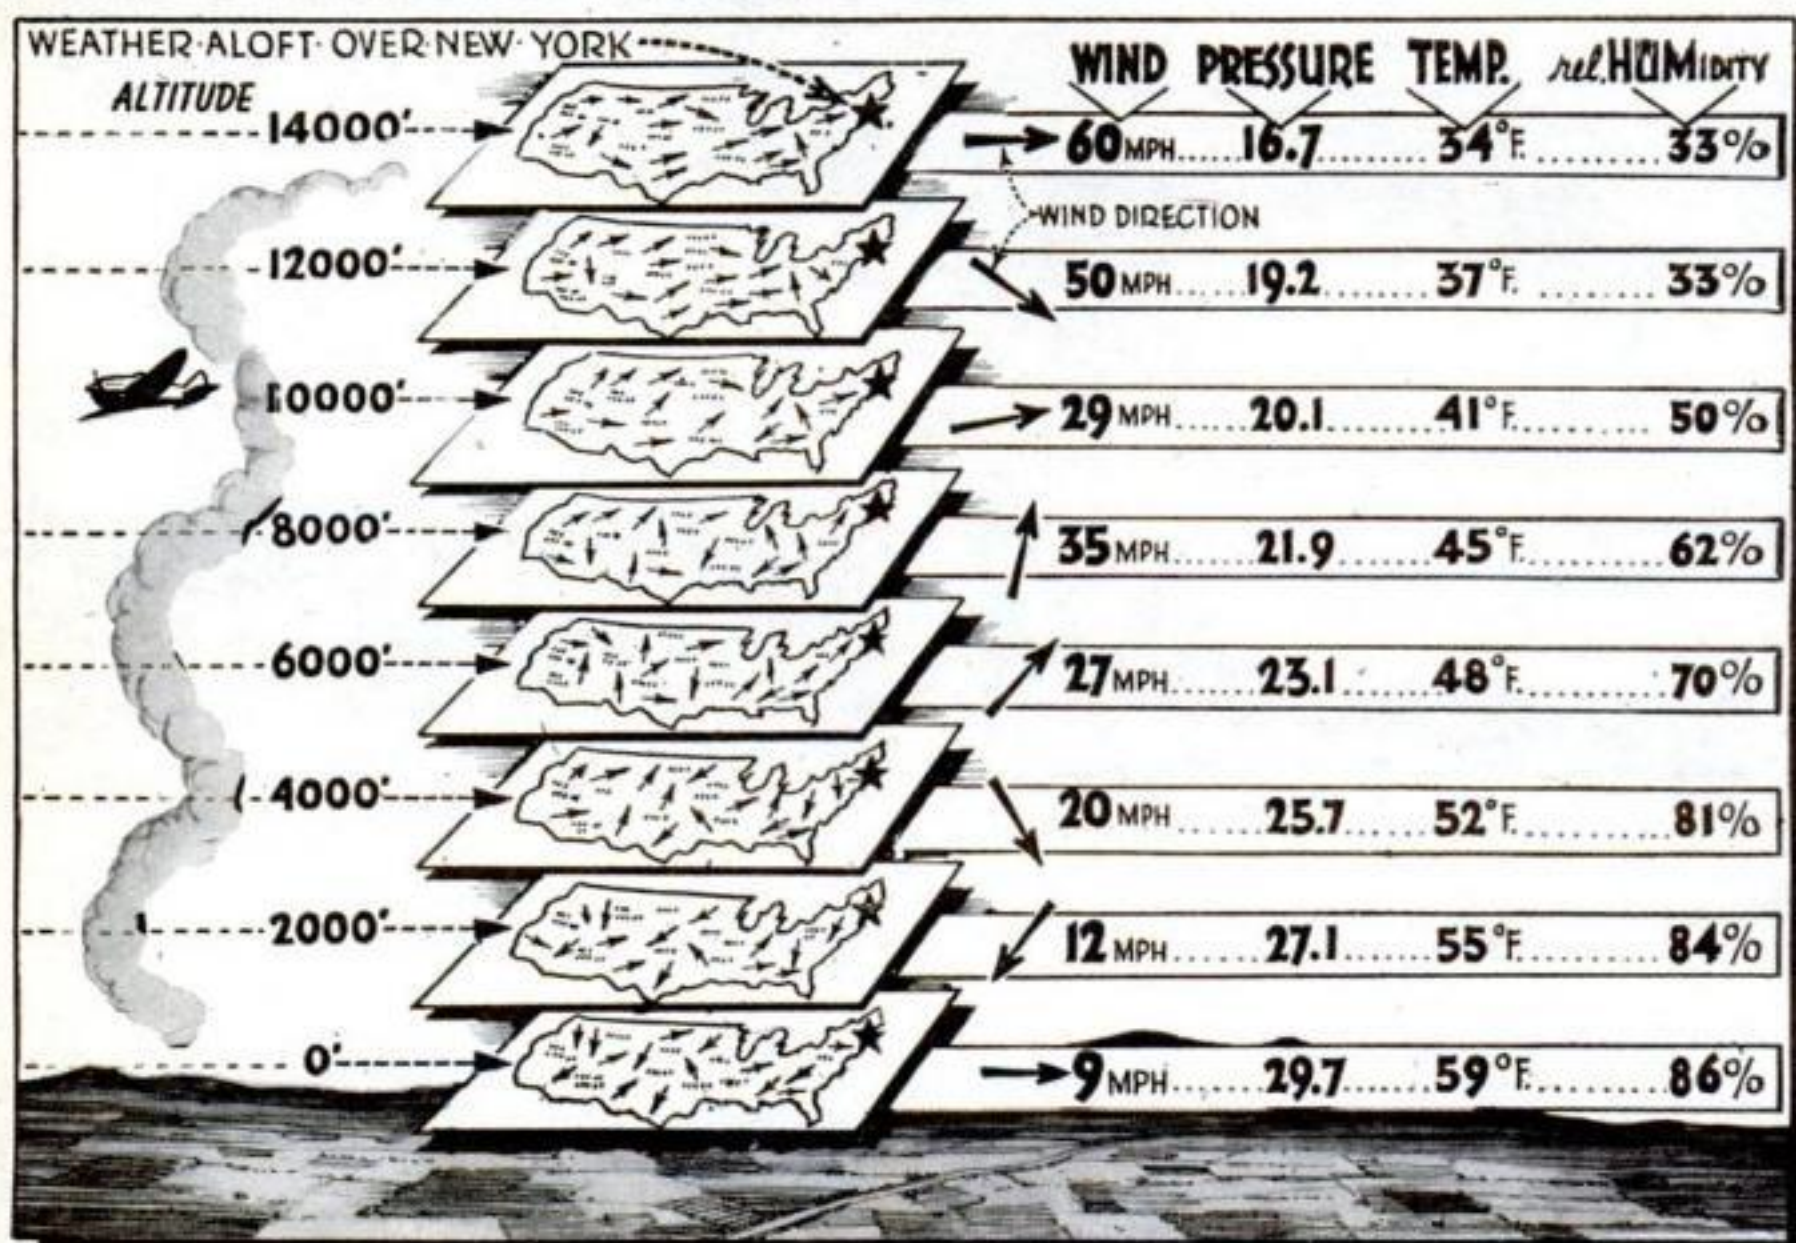 WEATHER·ALOFT·OVER·NEW·YORK
WIND PRESSURE TEMP. rel. HUMIDITY
ALTITUDE
14000' 60 MPH......16.7.........34°F. ........33%
WIND DIRECTION
12000' 50 MPH.....19.2........37°F. ........33%
10000' 29 MPH......20.1........41°F..........50%
8000' 35 MPH......21.9.......45°F..........62%
6000' 27 MPH......23.1......48°F..........70%
4000' 20 MPH......25.7......52°F..........81%
2000' 12 MPH......27.1.......55°F..........84%
0' 9 MPH......29.7......59°F..........86%